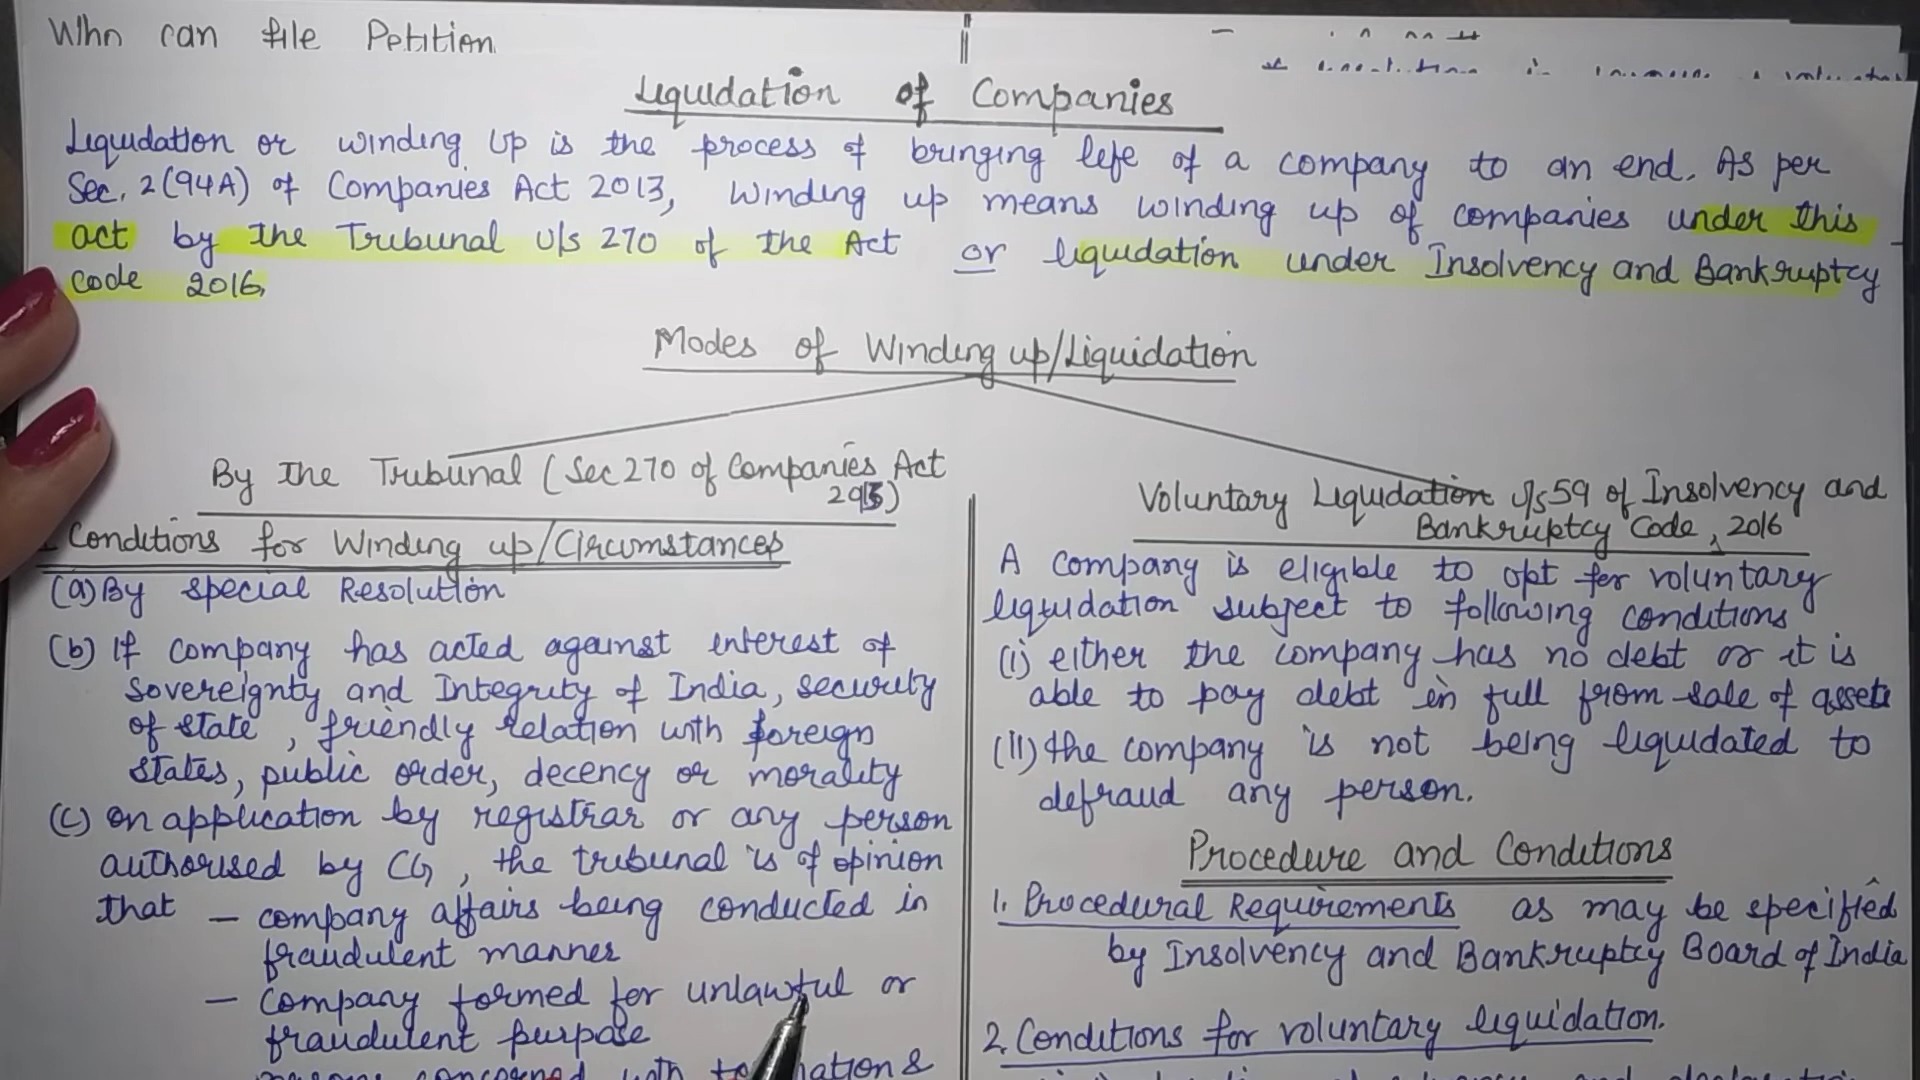 Who can file Petition
Liquidation of Companies
Liquidation or winding up is the process of bringing life of a company to an end. As per
Sec. 2(94A) of Companies Act 2013, winding up means winding up of companies under this
act by the Tribunal u/s 270 of the Act or liquidation under Insolvency and Bankruptcy
Code 2016.
Modes of Winding up/Liquidation
By the Tribunal (Sec 270 of Companies Act
2013)
Conditions for Winding up/Circumstances
(a) By special Resolution
(b) If company has acted against interest of
sovereignty and Integrity of India, security
of state, friendly relation with foreign
states, public order, decency or morality
(c) on application by registrar or any person
authorised by CG, the tribunal is of opinion
that - company affairs being conducted in
fraudulent manner
- company formed for unlawful or
fraudulent purpose
concerned with
Voluntary Liquidation u/s 59 of Insolvency and
Bankruptcy Code, 2016
A company is eligible to opt for voluntary
liquidation subject to following conditions
(i) either the company has no debt or it is
able to pay debt in full from sale of assets
(ii) the company is not being liquidated to
defraud any person.
Procedure and Conditions
1. Procedural Requirements as may be specified
by Insolvency and Bankruptcy Board of India
2. Conditions for voluntary liquidation.